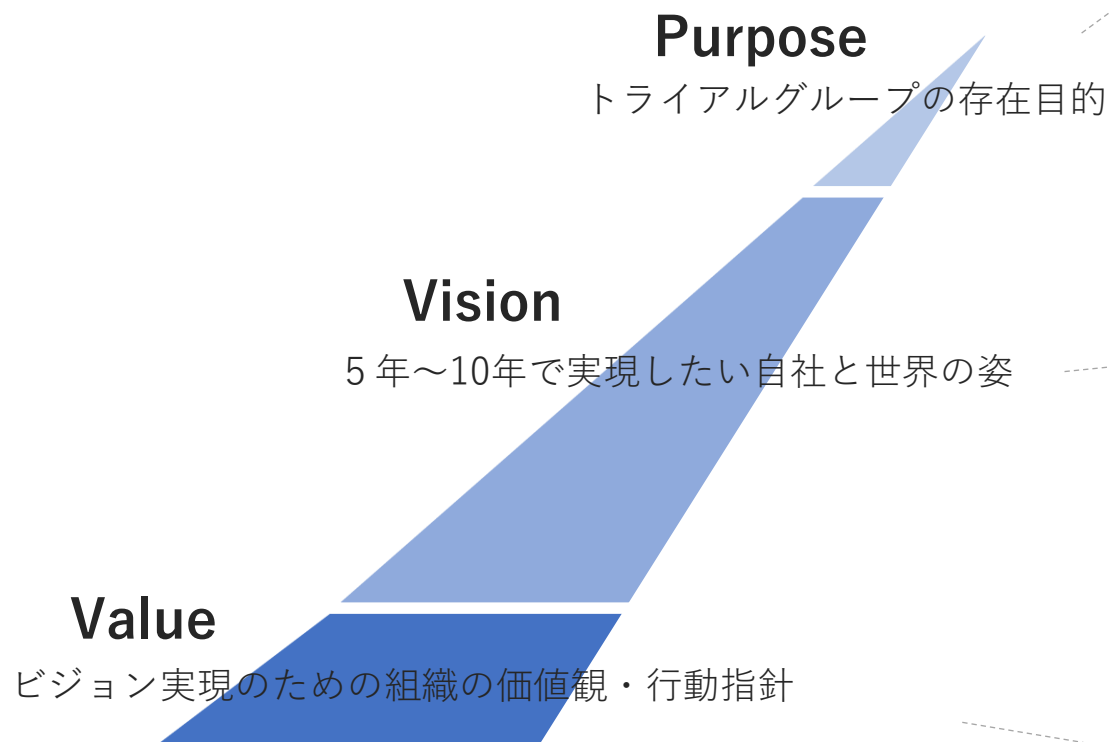 Purpose
トライアルグループの存在目的
Vision
5年～10年で実現したい自社と世界の姿
Value
ビジョン実現のための組織の価値観・行動指針